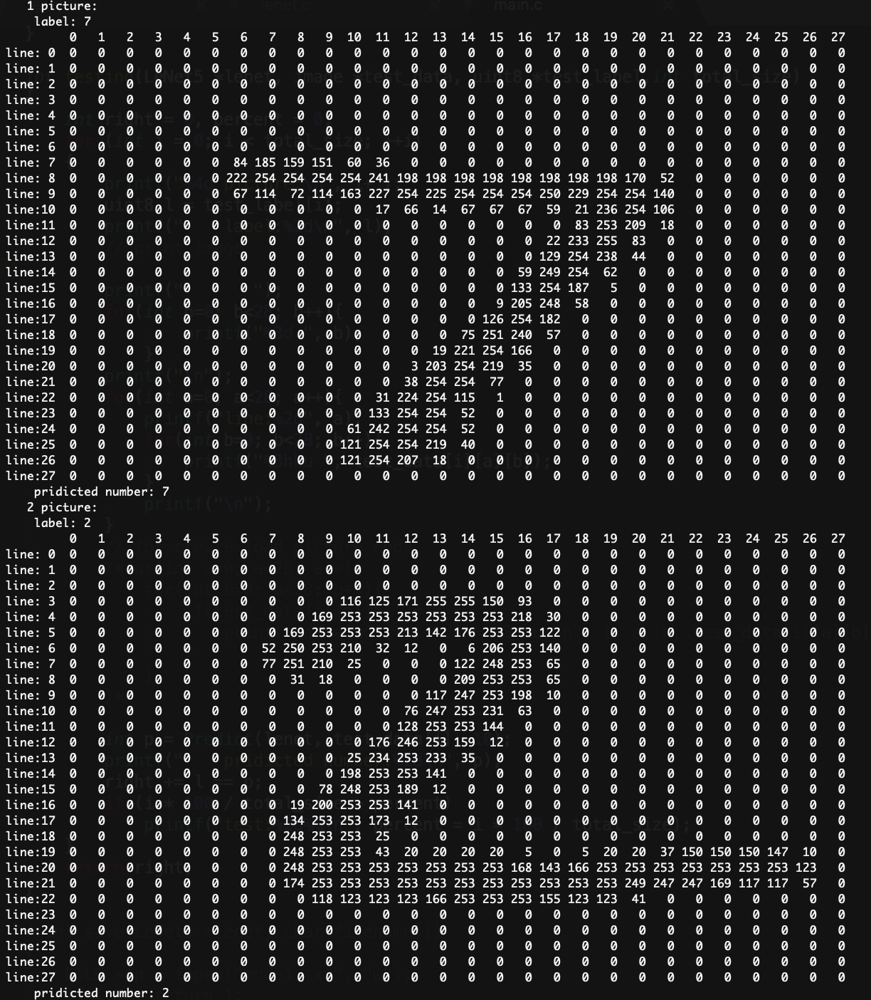 1 picture:
label: 7
0 1 2 3 4 5 6 7 8 9 10 11 12 13 14 15 16 17 18 19 20 21 22 23 24 25 26 27
line: 0 0 0 0 0 0 0 0 0 0 0 0 0 0 0 0 0 0 0 0 0 0 0 0 0 0 0 0 0
line: 1 0 0 0 0 0 0 0 0 0 0 0 0 0 0 0 0 0 0 0 0 0 0 0 0 0 0 0 0
line: 2 0 0 0 0 0 0 0 0 0 0 0 0 0 0 0 0 0 0 0 0 0 0 0 0 0 0 0 0
line: 3 0 0 0 0 0 0 0 0 0 0 0 0 0 0 0 0 0 0 0 0 0 0 0 0 0 0 0 0
line: 4 0 0 0 0 0 0 0 0 0 0 0 0 0 0 0 0 0 0 0 0 0 0 0 0 0 0 0 0
line: 5 0 0 0 0 0 0 0 0 0 0 0 0 0 0 0 0 0 0 0 0 0 0 0 0 0 0 0 0
line: 6 0 0 0 0 0 0 0 0 0 0 0 0 0 0 0 0 0 0 0 0 0 0 0 0 0 0 0 0
line: 7 0 0 0 0 0 0 84 185 159 151 60 36 0 0 0 0 0 0 0 0 0 0 0 0 0 0 0 0
line: 8 0 0 0 0 0 0 222 254 254 254 254 241 198 198 198 198 198 198 198 198 170 52 0 0 0 0 0 0
line: 9 0 0 0 0 0 0 67 114 72 114 163 227 254 225 254 254 254 250 229 254 254 140 0 0 0 0 0 0
line:10 0 0 0 0 0 0 0 0 0 0 0 17 66 14 67 67 67 59 21 236 254 106 0 0 0 0 0 0
line:11 0 0 0 0 0 0 0 0 0 0 0 0 0 0 0 0 0 0 83 253 209 18 0 0 0 0 0 0
line:12 0 0 0 0 0 0 0 0 0 0 0 0 0 0 0 0 0 22 233 255 83 0 0 0 0 0 0 0
line:13 0 0 0 0 0 0 0 0 0 0 0 0 0 0 0 0 0 129 254 238 44 0 0 0 0 0 0 0
line:14 0 0 0 0 0 0 0 0 0 0 0 0 0 0 0 0 59 249 254 62 0 0 0 0 0 0 0 0
line:15 0 0 0 0 0 0 0 0 0 0 0 0 0 0 0 0 133 254 187 5 0 0 0 0 0 0 0 0
line:16 0 0 0 0 0 0 0 0 0 0 0 0 0 0 0 9 205 248 58 0 0 0 0 0 0 0 0 0
line:17 0 0 0 0 0 0 0 0 0 0 0 0 0 0 0 126 254 182 0 0 0 0 0 0 0 0 0 0
line:18 0 0 0 0 0 0 0 0 0 0 0 0 0 0 75 251 240 57 0 0 0 0 0 0 0 0 0 0
line:19 0 0 0 0 0 0 0 0 0 0 0 0 0 19 221 254 166 0 0 0 0 0 0 0 0 0 0 0
line:20 0 0 0 0 0 0 0 0 0 0 0 0 3 203 254 219 35 0 0 0 0 0 0 0 0 0 0 0
line:21 0 0 0 0 0 0 0 0 0 0 0 0 38 254 254 77 0 0 0 0 0 0 0 0 0 0 0 0
line:22 0 0 0 0 0 0 0 0 0 0 0 31 224 254 115 1 0 0 0 0 0 0 0 0 0 0 0 0
line:23 0 0 0 0 0 0 0 0 0 0 0 133 254 254 52 0 0 0 0 0 0 0 0 0 0 0 0 0
line:24 0 0 0 0 0 0 0 0 0 0 61 242 254 254 52 0 0 0 0 0 0 0 0 0 0 0 0 0
line:25 0 0 0 0 0 0 0 0 0 0 121 254 254 219 40 0 0 0 0 0 0 0 0 0 0 0 0 0
line:26 0 0 0 0 0 0 0 0 0 0 121 254 207 18 0 0 0 0 0 0 0 0 0 0 0 0 0 0
line:27 0 0 0 0 0 0 0 0 0 0 0 0 0 0 0 0 0 0 0 0 0 0 0 0 0 0 0 0
pridicted number: 7
2 picture:
label: 2
0 1 2 3 4 5 6 7 8 9 10 11 12 13 14 15 16 17 18 19 20 21 22 23 24 25 26 27
line: 0 0 0 0 0 0 0 0 0 0 0 0 0 0 0 0 0 0 0 0 0 0 0 0 0 0 0 0 0
line: 1 0 0 0 0 0 0 0 0 0 0 0 0 0 0 0 0 0 0 0 0 0 0 0 0 0 0 0 0
line: 2 0 0 0 0 0 0 0 0 0 0 0 0 0 0 0 0 0 0 0 0 0 0 0 0 0 0 0 0
line: 3 0 0 0 0 0 0 0 0 0 0 116 125 171 255 255 150 93 0 0 0 0 0 0 0 0 0 0 0
line: 4 0 0 0 0 0 0 0 0 0 169 253 253 253 253 253 253 218 30 0 0 0 0 0 0 0 0 0 0
line: 5 0 0 0 0 0 0 0 0 169 253 253 253 213 142 176 253 253 122 0 0 0 0 0 0 0 0 0 0
line: 6 0 0 0 0 0 0 0 52 250 253 210 32 12 0 6 206 253 140 0 0 0 0 0 0 0 0 0 0
line: 7 0 0 0 0 0 0 0 77 251 210 25 0 0 0 122 248 253 65 0 0 0 0 0 0 0 0 0 0
line: 8 0 0 0 0 0 0 0 0 31 18 0 0 0 0 209 253 253 65 0 0 0 0 0 0 0 0 0 0
line: 9 0 0 0 0 0 0 0 0 0 0 0 0 0 117 247 253 198 10 0 0 0 0 0 0 0 0 0 0
line:10 0 0 0 0 0 0 0 0 0 0 0 0 76 247 253 231 63 0 0 0 0 0 0 0 0 0 0 0
line:11 0 0 0 0 0 0 0 0 0 0 0 0 128 253 253 144 0 0 0 0 0 0 0 0 0 0 0 0
line:12 0 0 0 0 0 0 0 0 0 0 0 176 246 253 159 12 0 0 0 0 0 0 0 0 0 0 0 0
line:13 0 0 0 0 0 0 0 0 0 0 25 234 253 233 35 0 0 0 0 0 0 0 0 0 0 0 0 0
line:14 0 0 0 0 0 0 0 0 0 0 198 253 253 141 0 0 0 0 0 0 0 0 0 0 0 0 0 0
line:15 0 0 0 0 0 0 0 0 0 78 248 253 189 12 0 0 0 0 0 0 0 0 0 0 0 0 0 0
line:16 0 0 0 0 0 0 0 0 19 200 253 253 141 0 0 0 0 0 0 0 0 0 0 0 0 0 0 0
line:17 0 0 0 0 0 0 0 0 134 253 253 173 12 0 0 0 0 0 0 0 0 0 0 0 0 0 0 0
line:18 0 0 0 0 0 0 0 0 248 253 253 25 0 0 0 0 0 0 0 0 0 0 0 0 0 0 0 0
line:19 0 0 0 0 0 0 0 0 248 253 253 43 20 20 20 20 5 0 5 20 20 37 150 150 150 147 10 0
line:20 0 0 0 0 0 0 0 0 248 253 253 253 253 253 253 253 168 143 166 253 253 253 253 253 253 253 123 0
line:21 0 0 0 0 0 0 0 0 174 253 253 253 253 253 253 253 253 253 253 253 249 247 247 169 117 117 57 0
line:22 0 0 0 0 0 0 0 0 0 118 123 123 123 166 253 253 253 155 123 123 41 0 0 0 0 0 0 0
line:23 0 0 0 0 0 0 0 0 0 0 0 0 0 0 0 0 0 0 0 0 0 0 0 0 0 0 0 0
line:24 0 0 0 0 0 0 0 0 0 0 0 0 0 0 0 0 0 0 0 0 0 0 0 0 0 0 0 0
line:25 0 0 0 0 0 0 0 0 0 0 0 0 0 0 0 0 0 0 0 0 0 0 0 0 0 0 0 0
line:26 0 0 0 0 0 0 0 0 0 0 0 0 0 0 0 0 0 0 0 0 0 0 0 0 0 0 0 0
line:27 0 0 0 0 0 0 0 0 0 0 0 0 0 0 0 0 0 0 0 0 0 0 0 0 0 0 0 0
pridicted number: 2